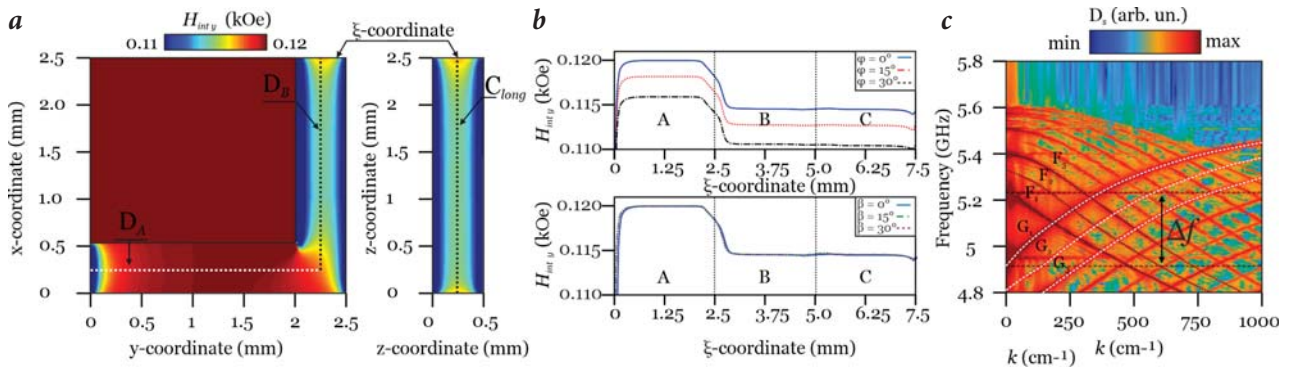 a
H_int y (kOe)
0.11 0.12
ξ-coordinate
2.5
2.0
1.5
1.0
0.5
0
x-coordinate (mm)
D_B
D_A
0 0.5 1 1.5 2 2.5
y-coordinate (mm)
2.5
2.0
1.5
1.0
0.5
0
z-coordinate (mm)
C_long
0 0.5
z-coordinate (mm)
b
0.120
0.115
0.110
H_int y (kOe)
φ = 0°
φ = 15°
φ = 30°
A B C
0 1.25 2.5 3.75 5.0 6.25 7.5
ξ-coordinate (mm)
0.120
0.110
H_int y (kOe)
β = 0°
β = 15°
β = 30°
A B C
0 1.25 2.5 3.75 5.0 6.25 7.5
ξ-coordinate (mm)
c
D_s (arb. un.)
min max
5.8
5.6
5.4
5.2
5
4.8
Frequency (GHz)
Δf
0 250 500 750 1000
k (cm⁻¹) k (cm⁻¹)